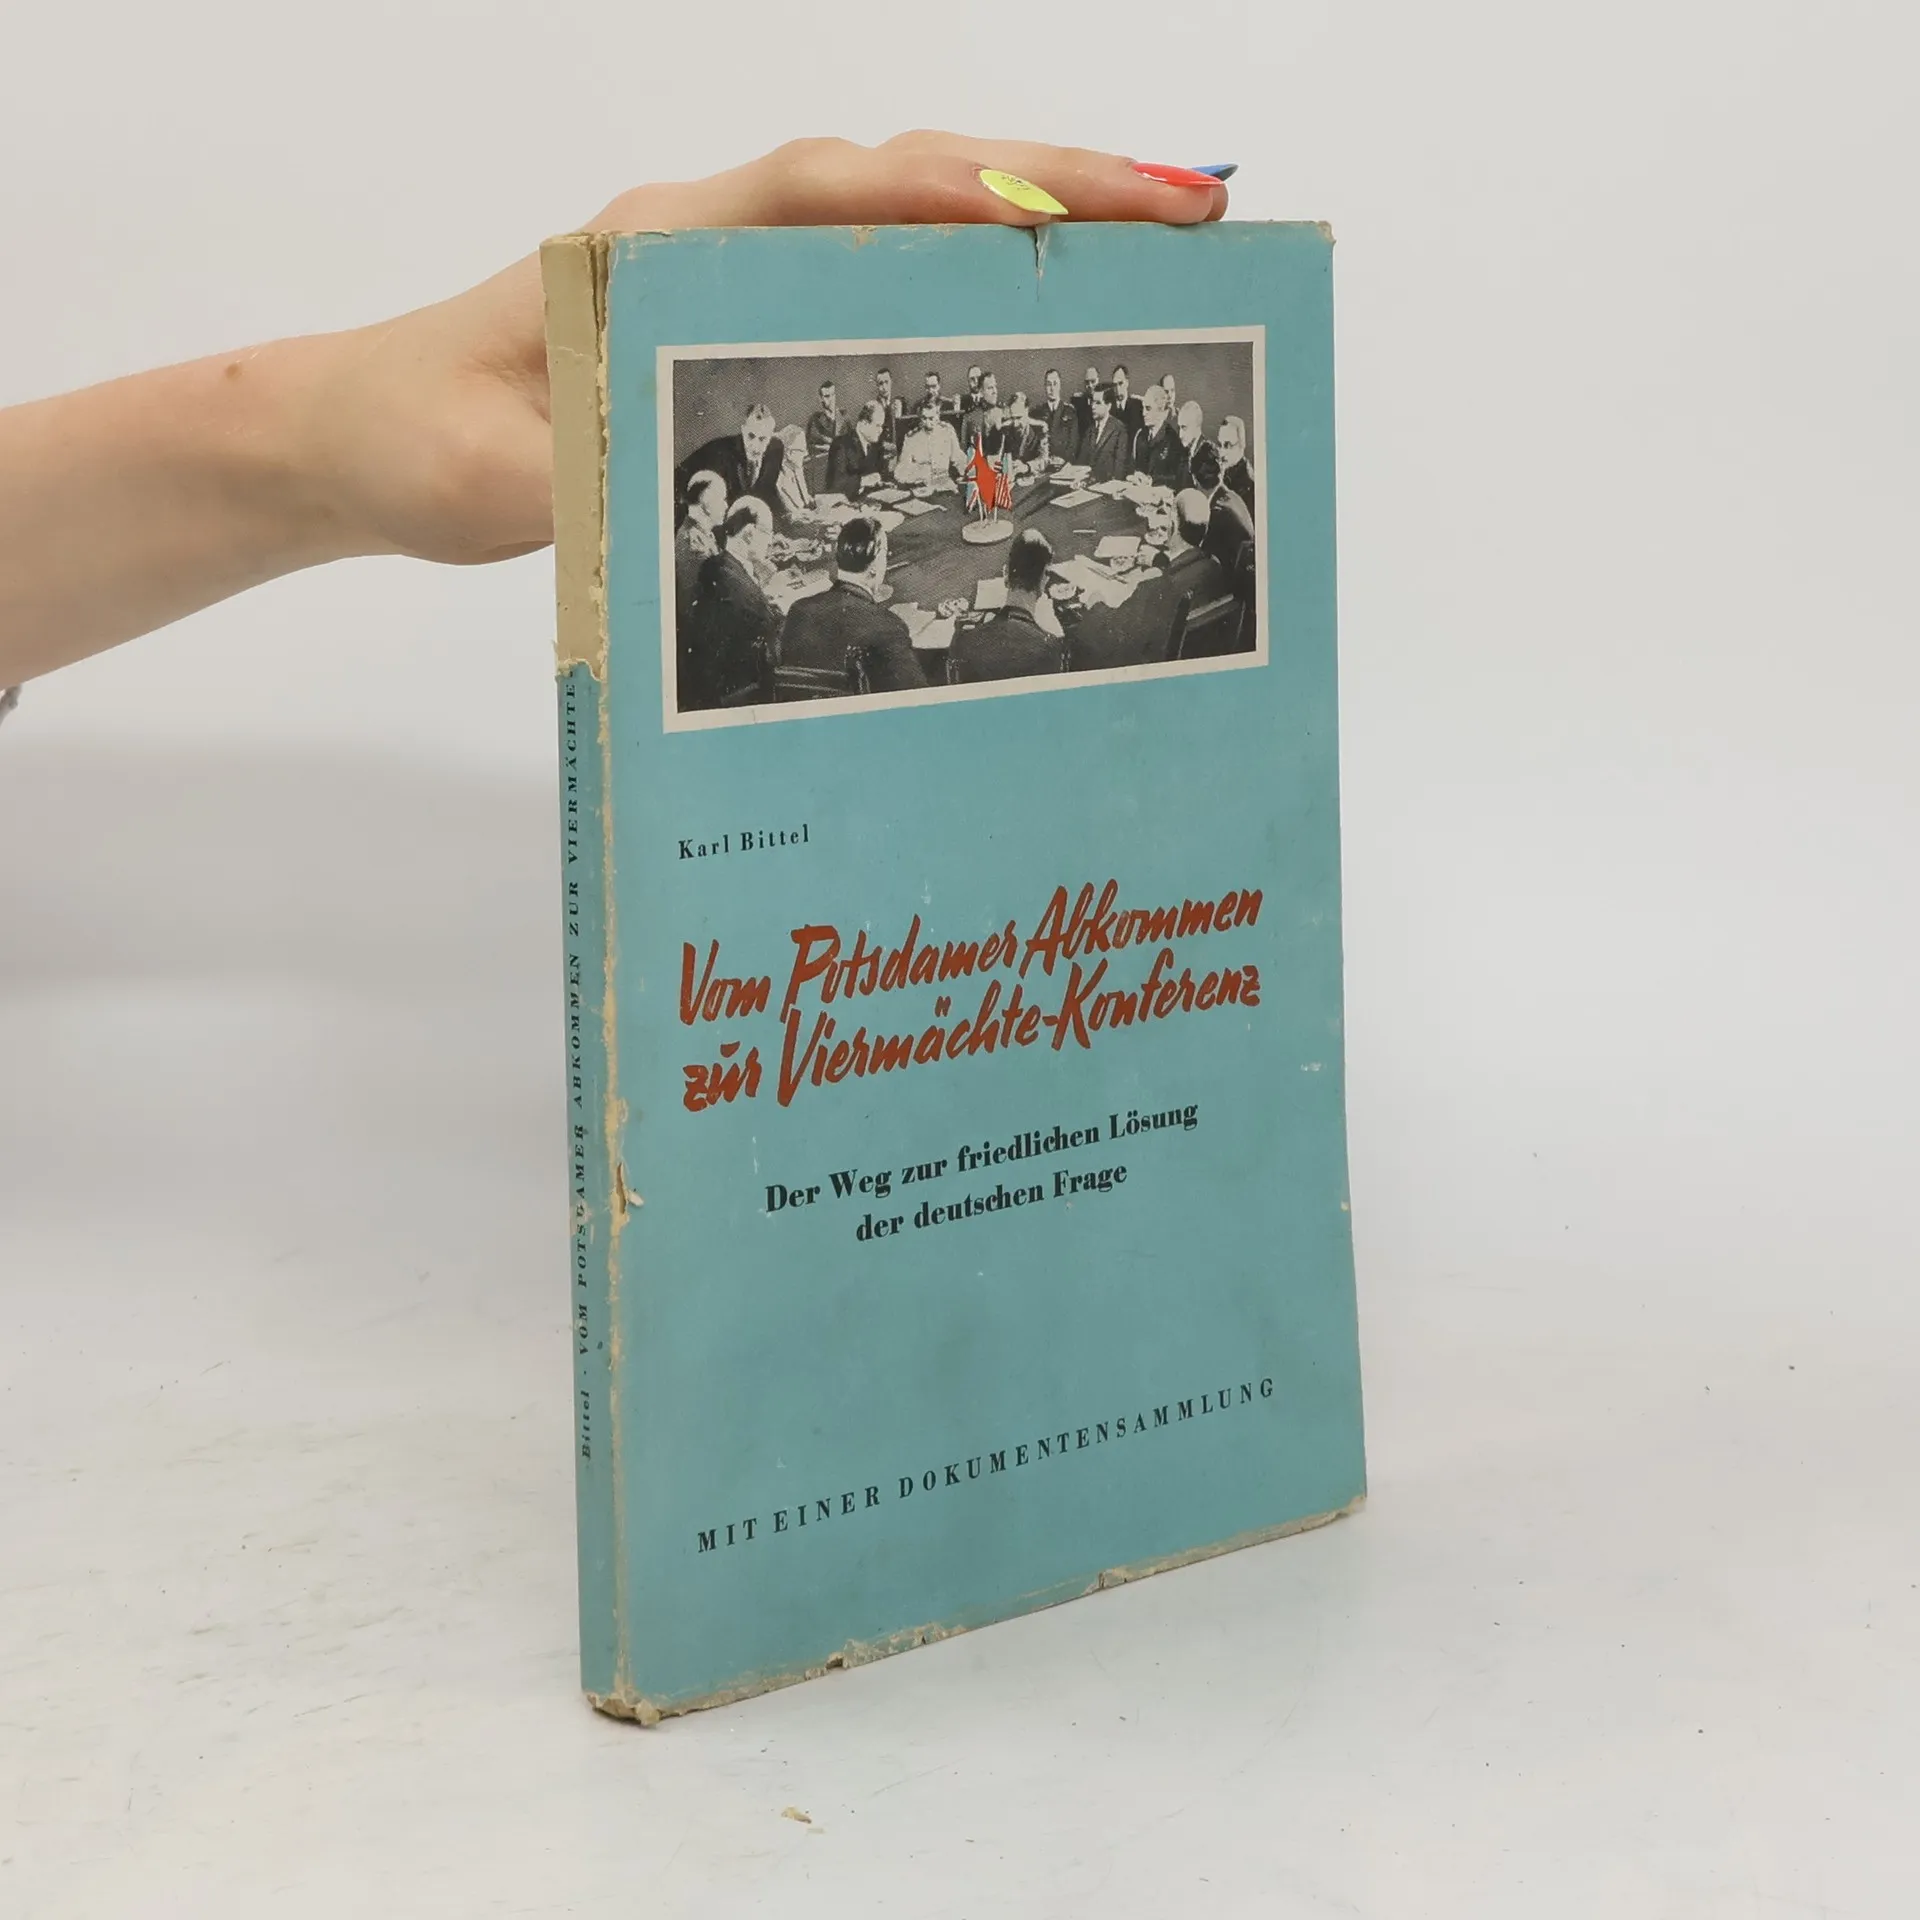 Karl Bittel
Vom Potsdamer Abkommen
zur Viermächte-Konferenz
Der Weg zur friedlichen Lösung
der deutschen Frage
MIT EINER DOKUMENTENSAMMLUNG
Bittel · VOM POTSDAMER ABKOMMEN ZUR VIERMÄCHTE-